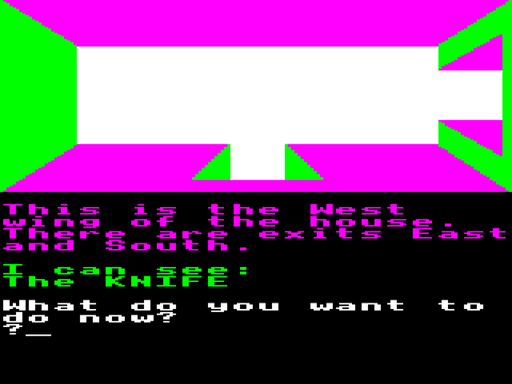 This is the West
wing of the house.
There are exits East
and South.
I can see:
The KNIFE
What do you want to
do now?
?_